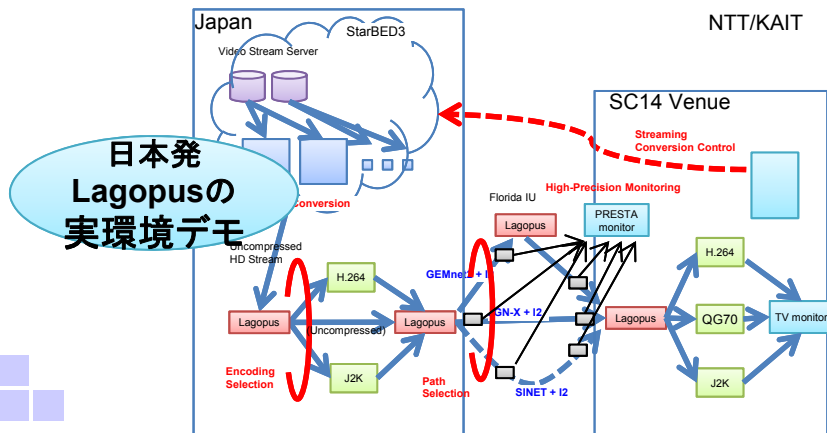 Japan
NTT/KAIT
StarBED3
Video Stream Server
SC14 Venue
Streaming
Conversion Control
日本発
Lagopusの
実環境デモ
Conversion
High-Precision Monitoring
Florida IU
Lagopus
PRESTA
monitor
Uncompressed
HD Stream
H.264
GEMnet2 + I
H.264
Lagopus
(Uncompressed)
Lagopus
GN-X + I2
Lagopus
QG70
TV monitor
Encoding
Selection
J2K
Path
Selection
SINET + I2
J2K